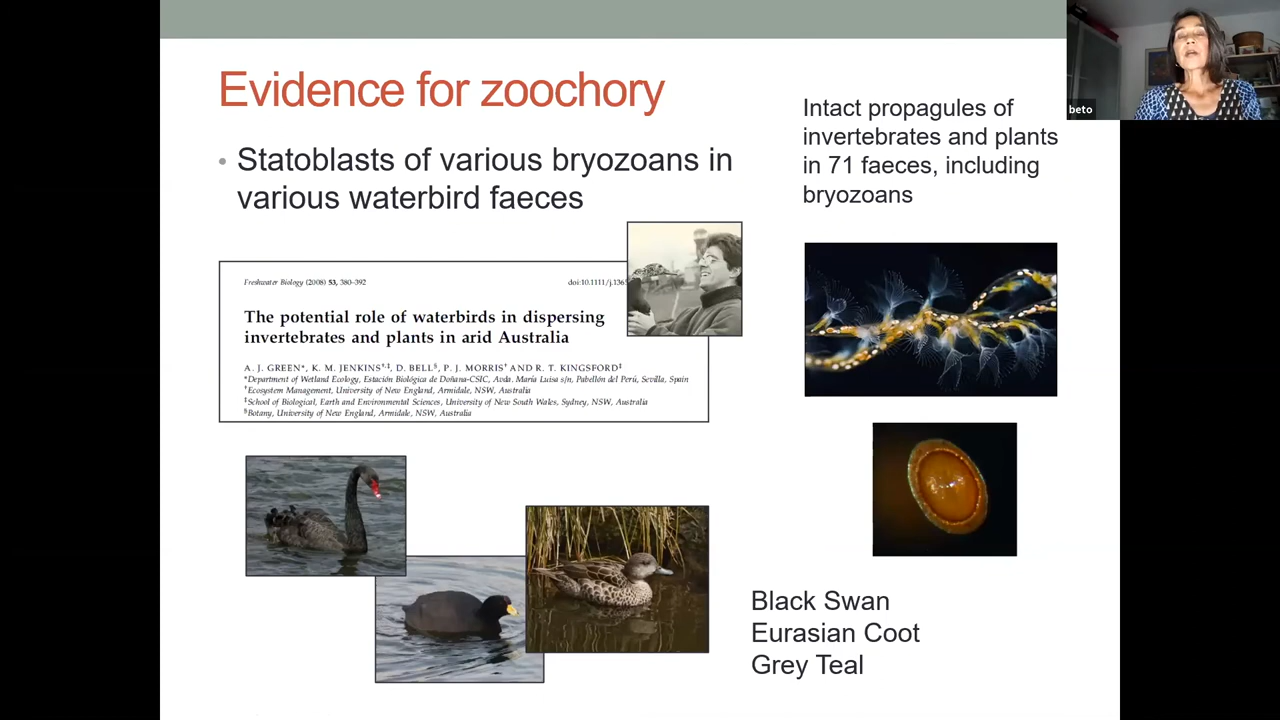 Evidence for zoochory
• Statoblasts of various bryozoans in
various waterbird faeces
Intact propagules of
invertebrates and plants
in 71 faeces, including
bryozoans
beto
Freshwater Biology (2008) 53, 380–392
doi:10.1111/j.136
The potential role of waterbirds in dispersing
invertebrates and plants in arid Australia
A. J. GREEN*, K. M. JENKINS†,‡, D. BELL§, P. J. MORRIS† AND R. T. KINGSFORD‡
*Department of Wetland Ecology, Estación Biológica de Doñana-CSIC, Avda. María Luisa s/n, Pabellón del Perú, Sevilla, Spain
†Ecosystem Management, University of New England, Armidale, NSW, Australia
‡School of Biological, Earth and Environmental Sciences, University of New South Wales, Sydney, NSW, Australia
§Botany, University of New England, Armidale, NSW, Australia
Black Swan
Eurasian Coot
Grey Teal